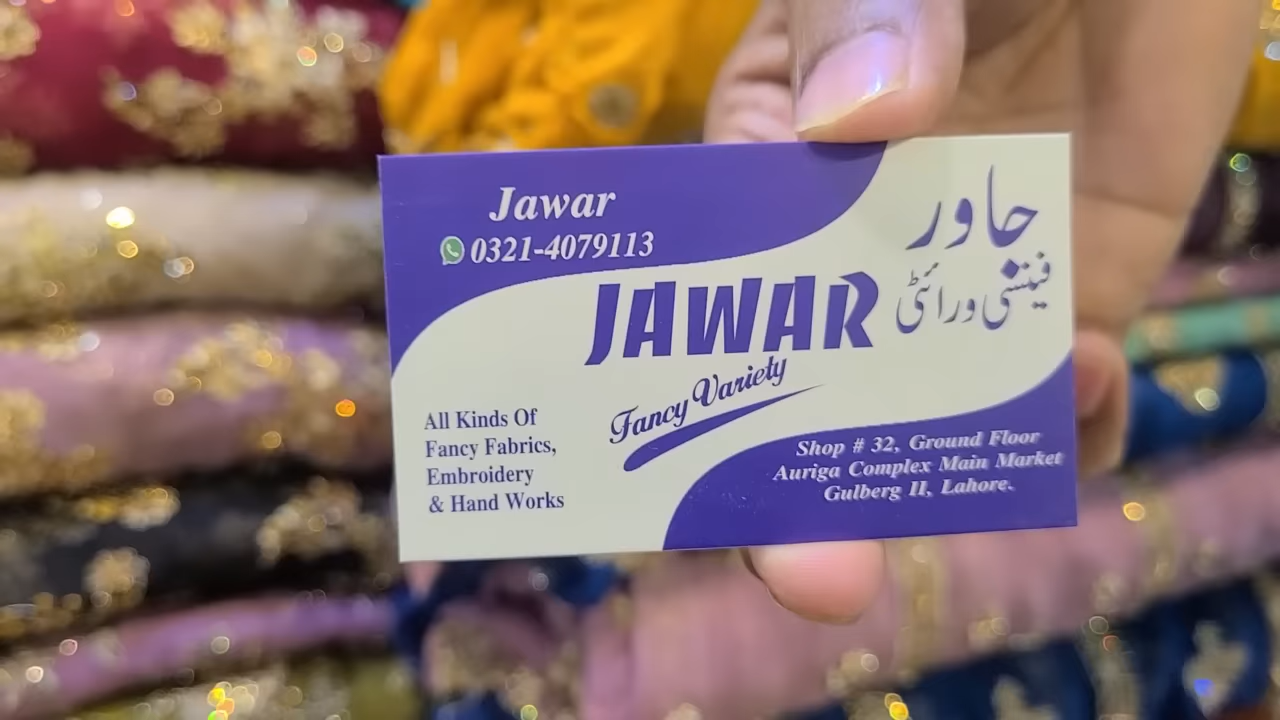 Jawar
0321-4079113
JAWAR
Fancy Variety
جاور
فینسی ورائٹی
All Kinds Of
Fancy Fabrics,
Embroidery
& Hand Works
Shop # 32, Ground Floor
Auriga Complex Main Market
Gulberg II, Lahore.